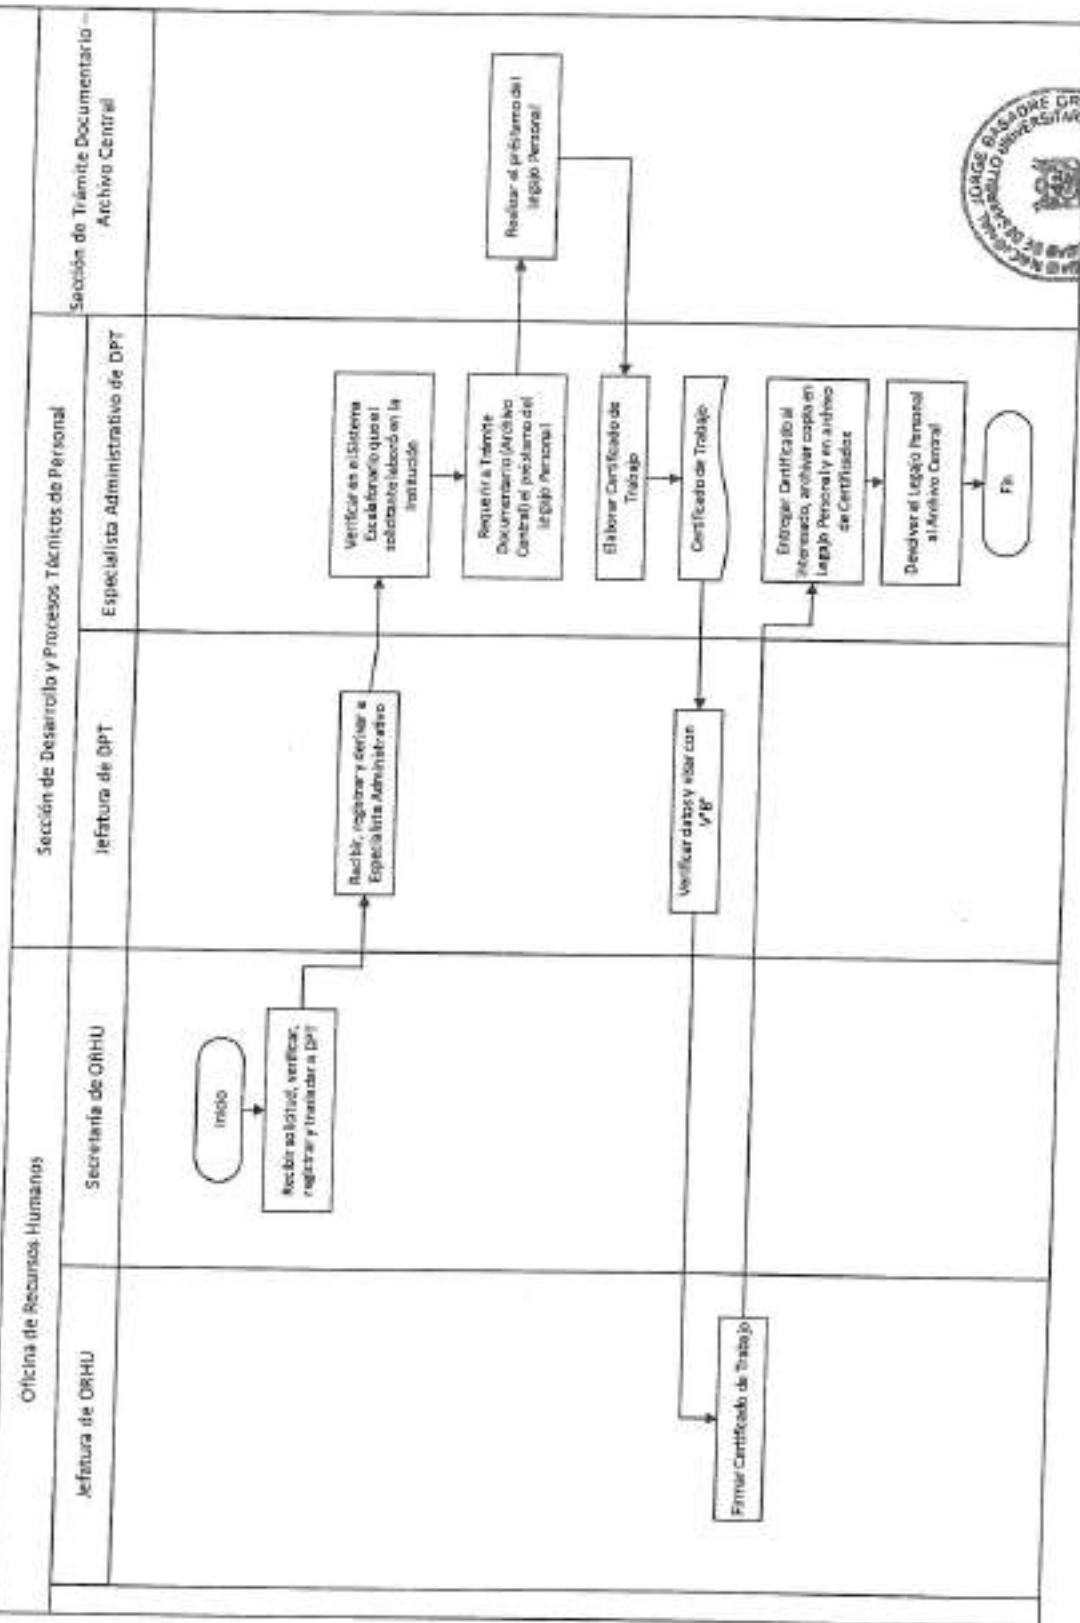 Oficina de Recursos Humanos
Sección de Desarrollo y Procesos Técnicos de Personal
Sección de Trámite Documentario –
Archivo Central
Jefatura de ORHU
Secretaría de ORHU
Jefatura de DPT
Especialista Administrativo de DPT
Inicio
Recibir solicitud, verificar,
registrar y trasladar a DPT
Recibir, registrar y derivar a
Especialista Administrativo
Verificar en el Sistema
Escalafonario que el
solicitante laboró en la
Institución
Requerir a Trámite
Documentario (Archivo
Central) el préstamo del
Legajo Personal
Realizar el préstamo del
Legajo Personal
Elaborar Certificado de
Trabajo
Certificado de Trabajo
Verificar datos y visar con
V°B°
Firmar Certificado de Trabajo
Entregar Certificado al
interesado, archivar copia en
Legajo Personal y en archivo
de Certificados
Devolver el Legajo Personal
al Archivo Central
Fin
JORGE BASADRE
DE DESARROLLO